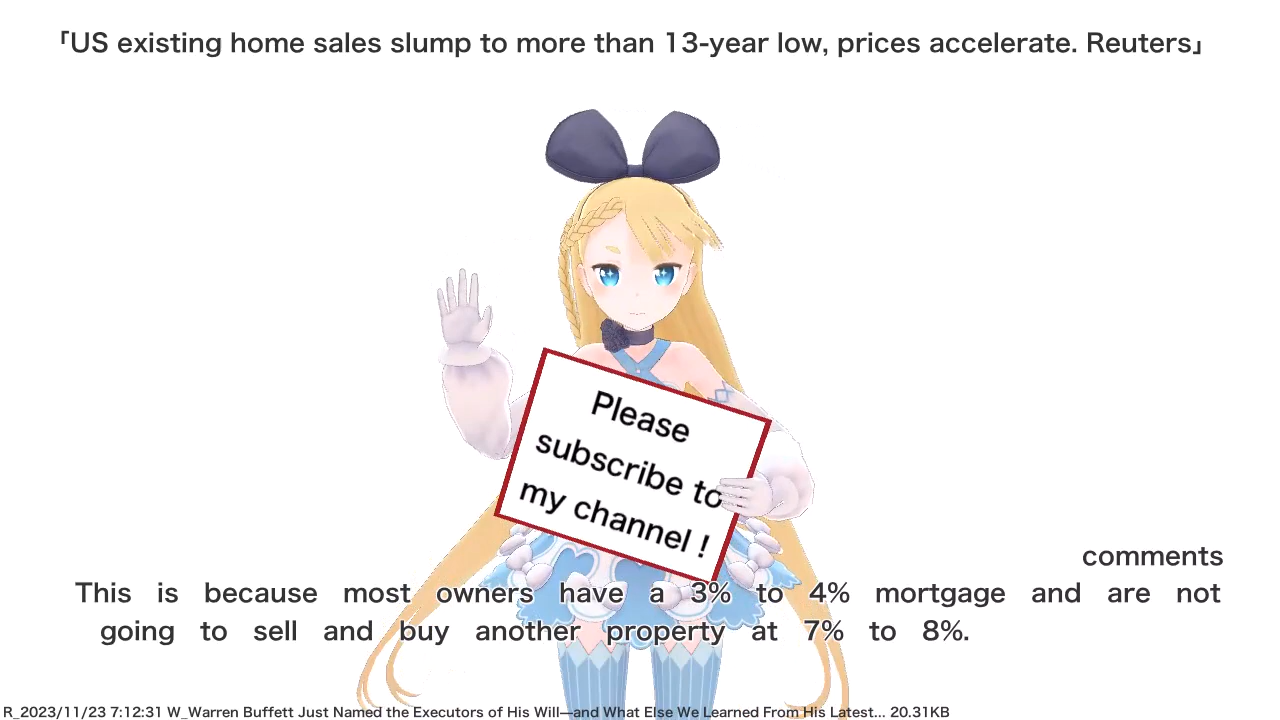 「US existing home sales slump to more than 13-year low, prices accelerate. Reuters」
Please
subscribe to
my channel !
comments
This is because most owners have a 3% to 4% mortgage and are not
going to sell and buy another property at 7% to 8%.
R_2023/11/23 7:12:31 W_Warren Buffett Just Named the Executors of His Will—and What Else We Learned From His Latest... 20.31KB